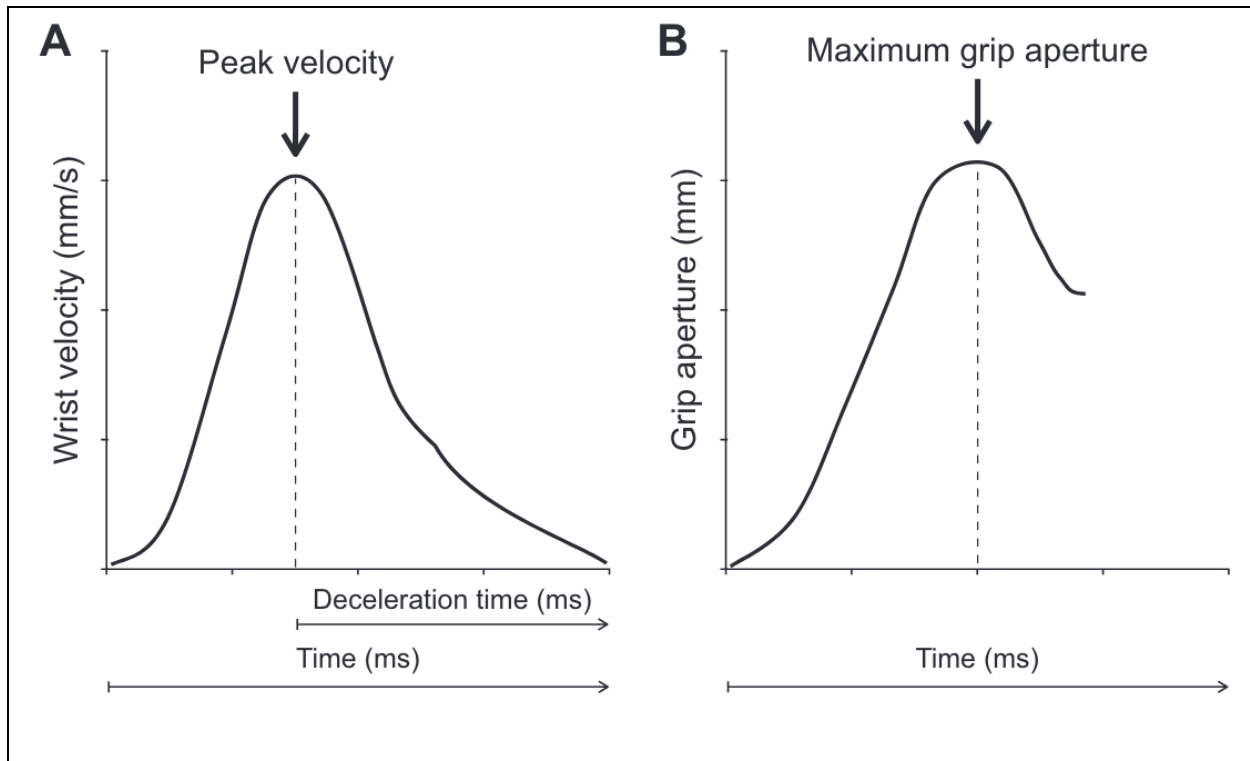 A
Peak velocity
Wrist velocity (mm/s)
Deceleration time (ms)
Time (ms)
B
Maximum grip aperture
Grip aperture (mm)
Time (ms)